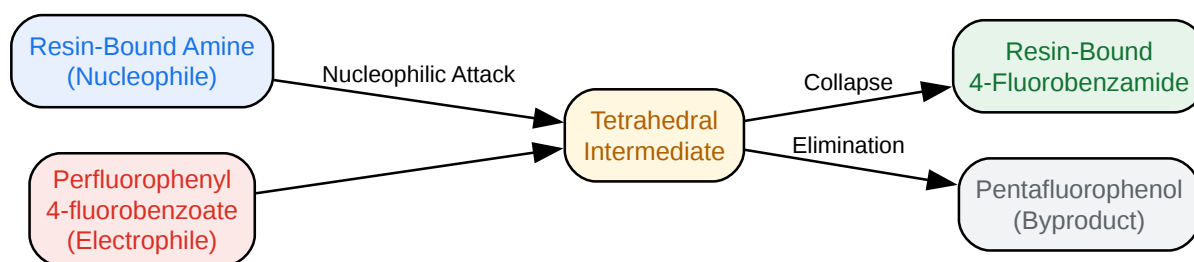 Resin-Bound Amine
(Nucleophile)
Nucleophilic Attack
Perfluorophenyl
4-fluorobenzoate
(Electrophile)
Tetrahedral
Intermediate
Collapse
Elimination
Resin-Bound
4-Fluorobenzamide
Pentafluorophenol
(Byproduct)